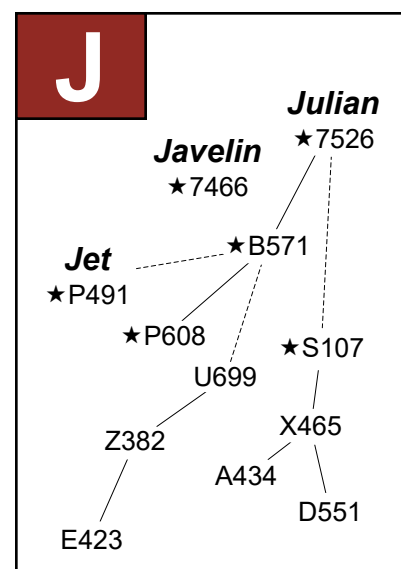 J
Julian
★7526
Javelin
★7466
★B571
Jet
★P491
★P608
★S107
U699
X465
Z382
A434
D551
E423